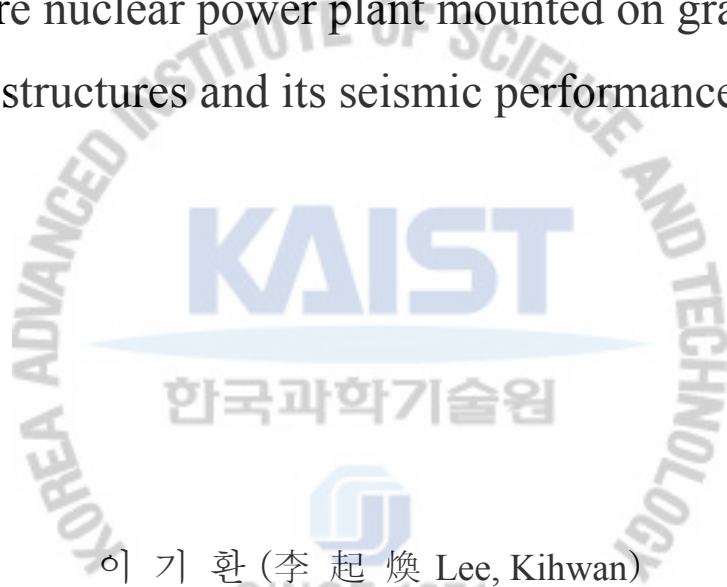 re nuclear power plant mounted on gra
structures and its seismic performance
KOREA ADVANCED INSTITUTE OF SCIENCE AND TECHNOLOGY
KAIST
한국과학기술원
이 기 환 (李 起 煥 Lee, Kihwan)